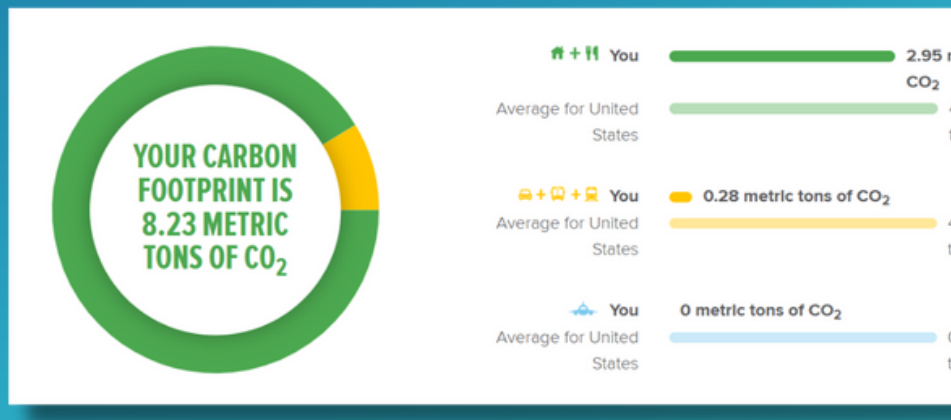 YOUR CARBON
FOOTPRINT IS
8.23 METRIC
TONS OF CO₂
You
2.95
CO₂
Average for United
States
You
0.28 metric tons of CO₂
Average for United
States
You
0 metric tons of CO₂
Average for United
States